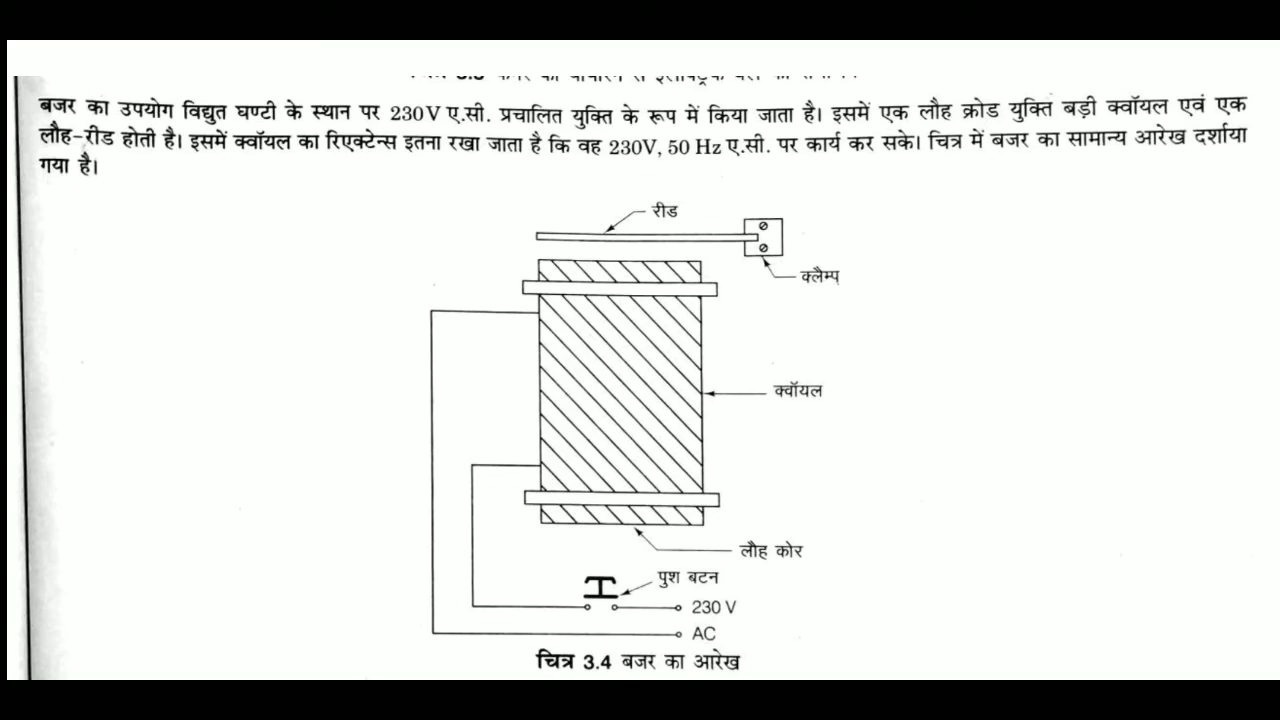 बजर का उपयोग विद्युत घण्टी के स्थान पर 230V ए.सी. प्रचालित युक्ति के रूप में किया जाता है। इसमें एक लौह क्रोड युक्ति बड़ी क्वॉयल एवं एक
लौह-रीड होती है। इसमें क्वॉयल का रिएक्टेन्स इतना रखा जाता है कि वह 230V, 50 Hz ए.सी. पर कार्य कर सके। चित्र में बजर का सामान्य आरेख दर्शाया
गया है।
रीड
क्लैम्प
क्वॉयल
लौह कोर
पुश बटन
230 V
AC
चित्र 3.4 बजर का आरेख